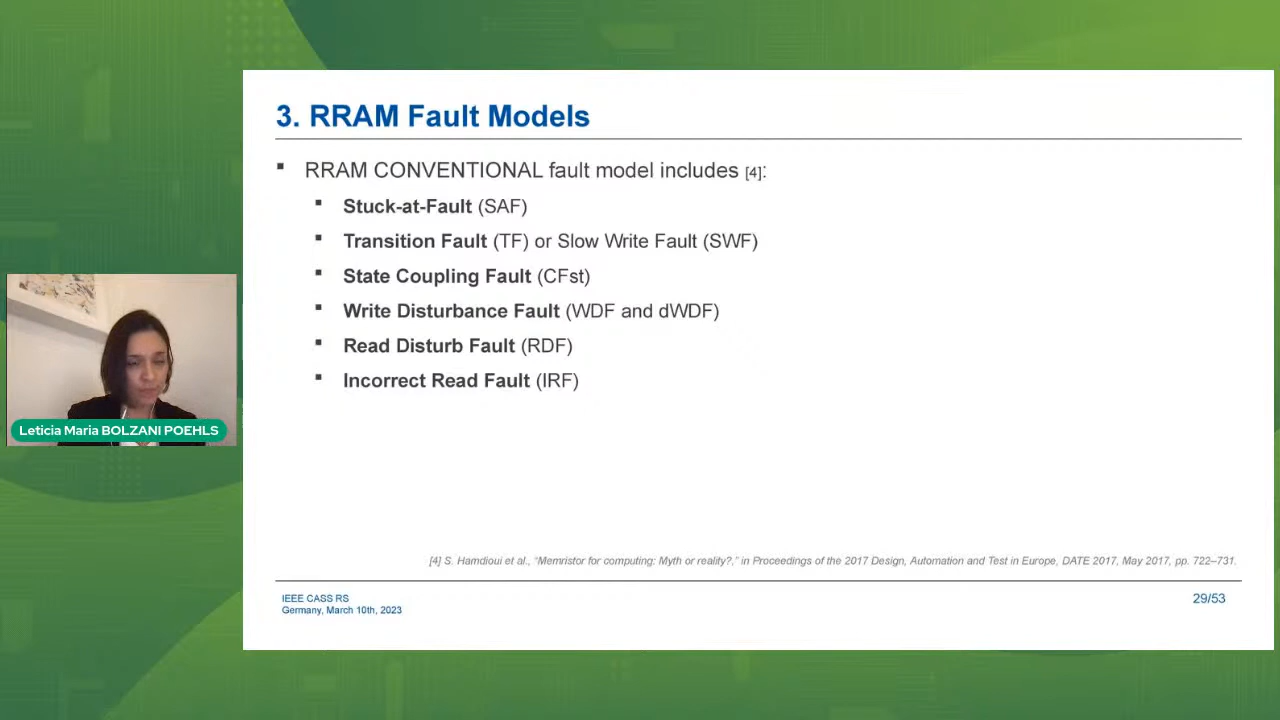 3. RRAM Fault Models
▪ RRAM CONVENTIONAL fault model includes [4]:
▪ Stuck-at-Fault (SAF)
▪ Transition Fault (TF) or Slow Write Fault (SWF)
▪ State Coupling Fault (CFst)
▪ Write Disturbance Fault (WDF and dWDF)
▪ Read Disturb Fault (RDF)
▪ Incorrect Read Fault (IRF)
Leticia Maria BOLZANI POEHLS
[4] S. Hamdioui et al., “Memristor for computing: Myth or reality?,” in Proceedings of the 2017 Design, Automation and Test in Europe, DATE 2017, May 2017, pp. 722–731.
IEEE CASS RS
Germany, March 10th, 2023
29/53